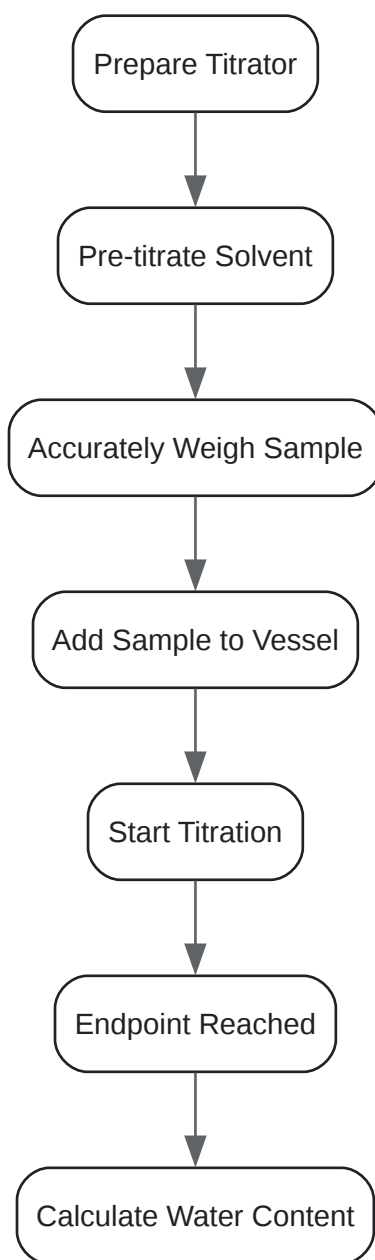 Prepare Titrator
Pre-titrate Solvent
Accurately Weigh Sample
Add Sample to Vessel
Start Titration
Endpoint Reached
Calculate Water Content